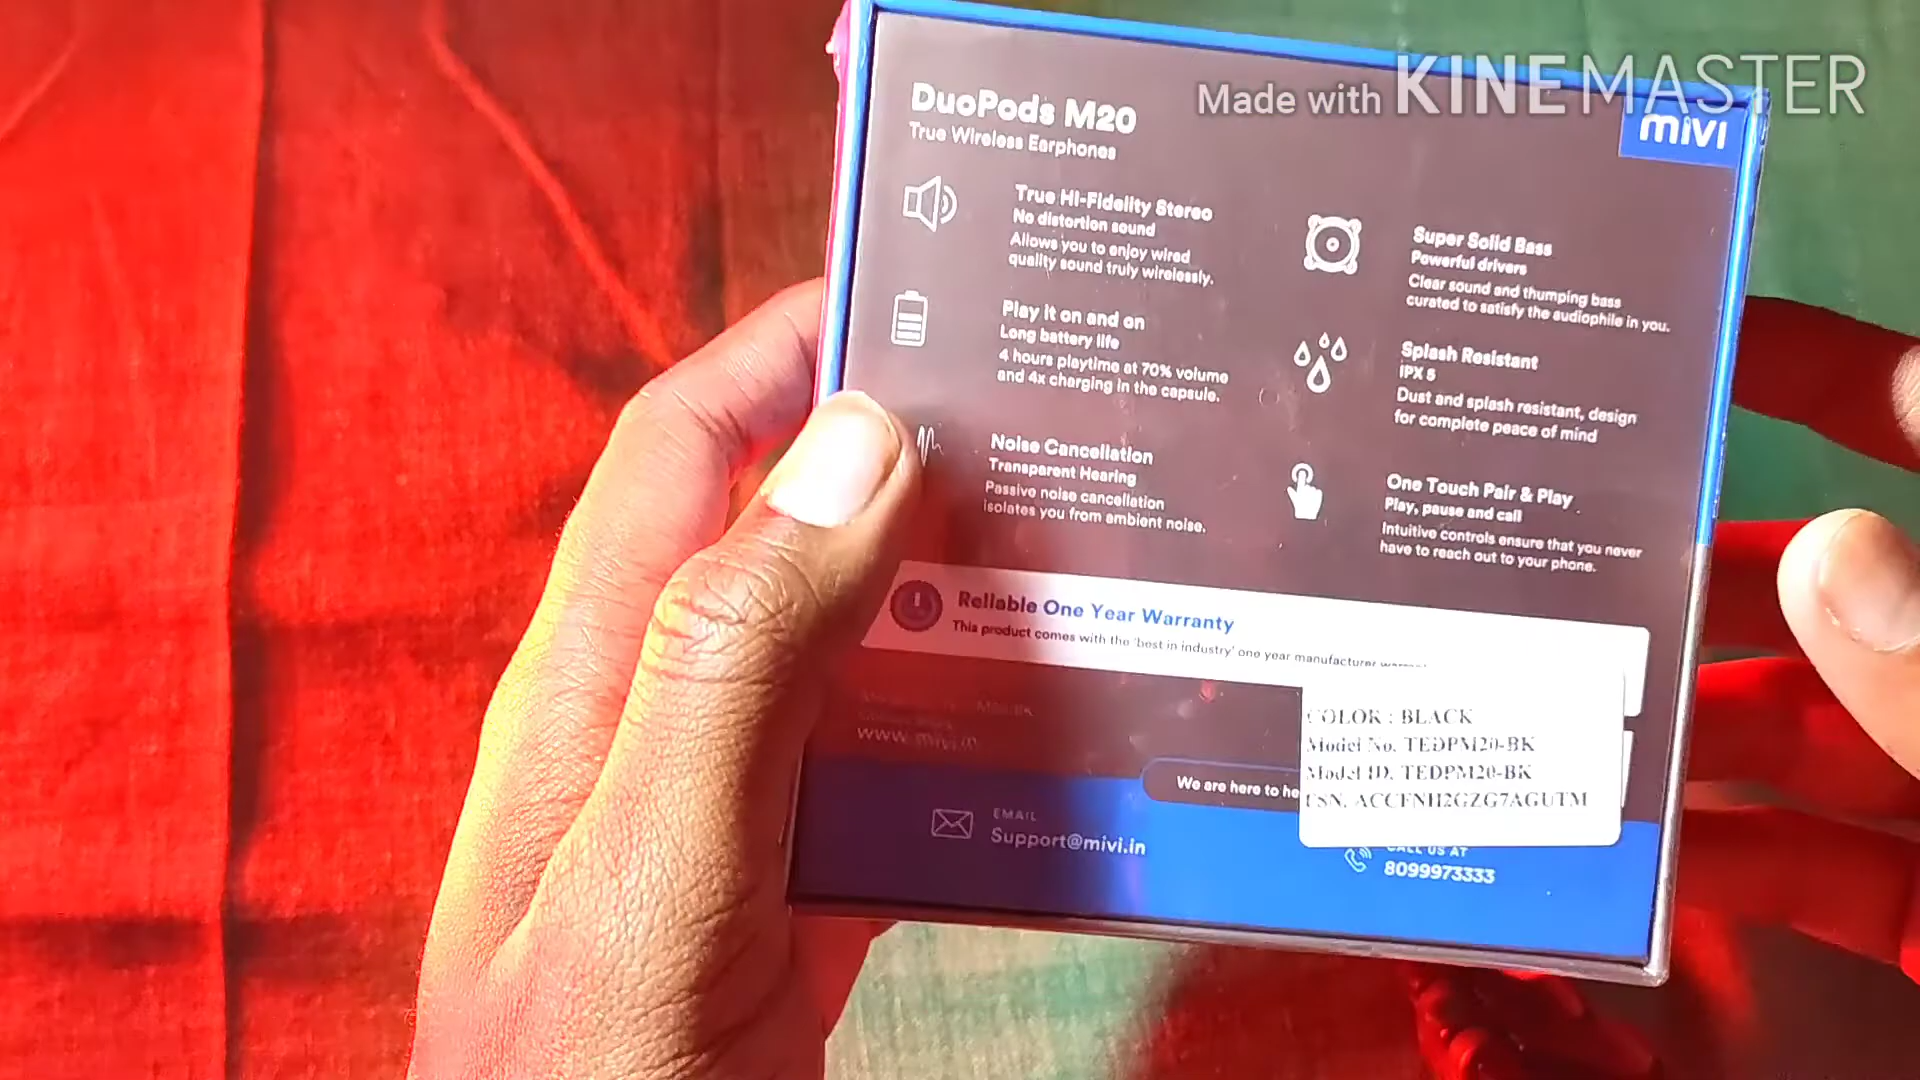 Made with KINEMASTER
DuoPods M20
True Wireless Earphones
mivi
True Hi-Fidelity Stereo
No distortion sound
Allows you to enjoy wired
quality sound truly wirelessly.
Super Solid Bass
Powerful drivers
Clear sound and thumping bass
curated to satisfy the audiophile in you.
Play it on and on
Long battery life
4 hours playtime at 70% volume
and 4x charging in the capsule.
Splash Resistant
IPX 5
Dust and splash resistant, design
for complete peace of mind
Noise Cancellation
Transparent Hearing
Passive noise cancellation
isolates you from ambient noise.
One Touch Pair & Play
Play, pause and call
Intuitive controls ensure that you never
have to reach out to your phone.
Reliable One Year Warranty
This product comes with the 'best in industry' one year manufacturer
www.mivi.in
COLOR : BLACK
Model No. TEDPM20-BK
Model ID. TEDPM20-BK
FSN. ACCFNH2GZG7AGUTM
We are here to
EMAIL
Support@mivi.in
CALL US AT
8099973333